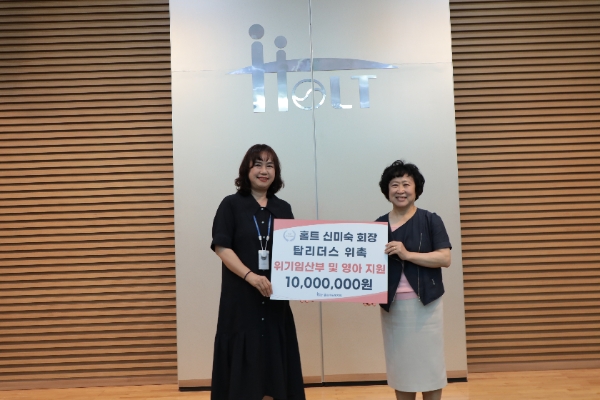 HOLT
홀트 신미숙 회장
탑리더스 위촉
위기임산부 및 영아 지원
10,000,000원